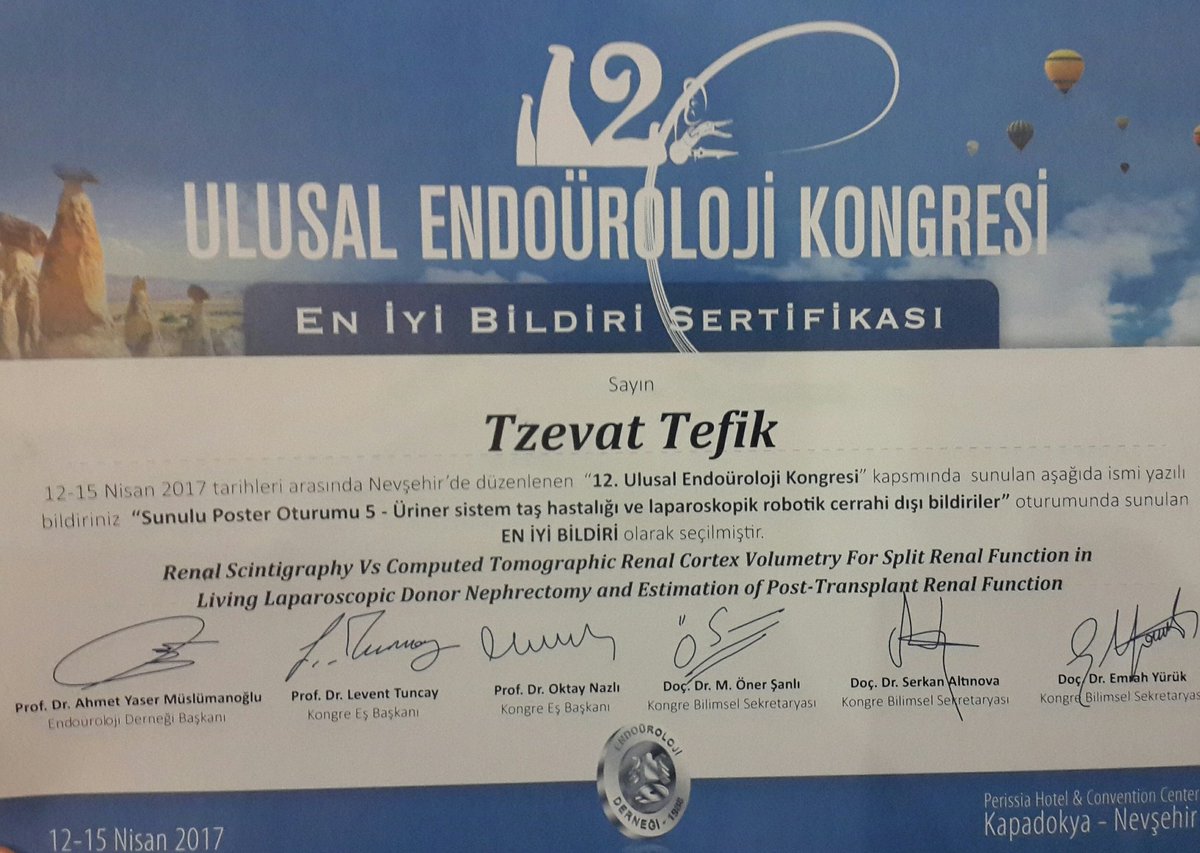 12
ULUSAL ENDOÜROLOJİ KONGRESİ
EN İYİ BİLDİRİ SERTİFİKASI
Sayın
Tzevat Tefik
12-15 Nisan 2017 tarihleri arasında Nevşehir'de düzenlenen “12. Ulusal Endoüroloji Kongresi” kapsmında sunulan aşağıda ismi yazılı
bildiriniz “Sunulu Poster Oturumu 5 - Üriner sistem taş hastalığı ve laparoskopik robotik cerrahi dışı bildiriler” oturumunda sunulan
EN İYİ BİLDİRİ olarak seçilmiştir.
Renal Scintigraphy Vs Computed Tomographic Renal Cortex Volumetry For Split Renal Function in
Living Laparoscopic Donor Nephrectomy and Estimation of Post-Transplant Renal Function
Prof. Dr. Ahmet Yaser Müslümanoğlu
Endoüroloji Derneği Başkanı
Prof. Dr. Levent Tuncay
Kongre Eş Başkanı
Prof. Dr. Oktay Nazlı
Kongre Eş Başkanı
Doç. Dr. M. Öner Şanlı
Kongre Bilimsel Sekretaryası
Doç. Dr. Serkan Altınova
Kongre Bilimsel Sekretaryası
Doç. Dr. Emrah Yürük
Kongre Bilimsel Sekretaryas
ENDOÜROLOJİ
DERNEĞİ - 1988
12-15 Nisan 2017
Perissia Hotel & Convention Center
Kapadokya – Nevşehir